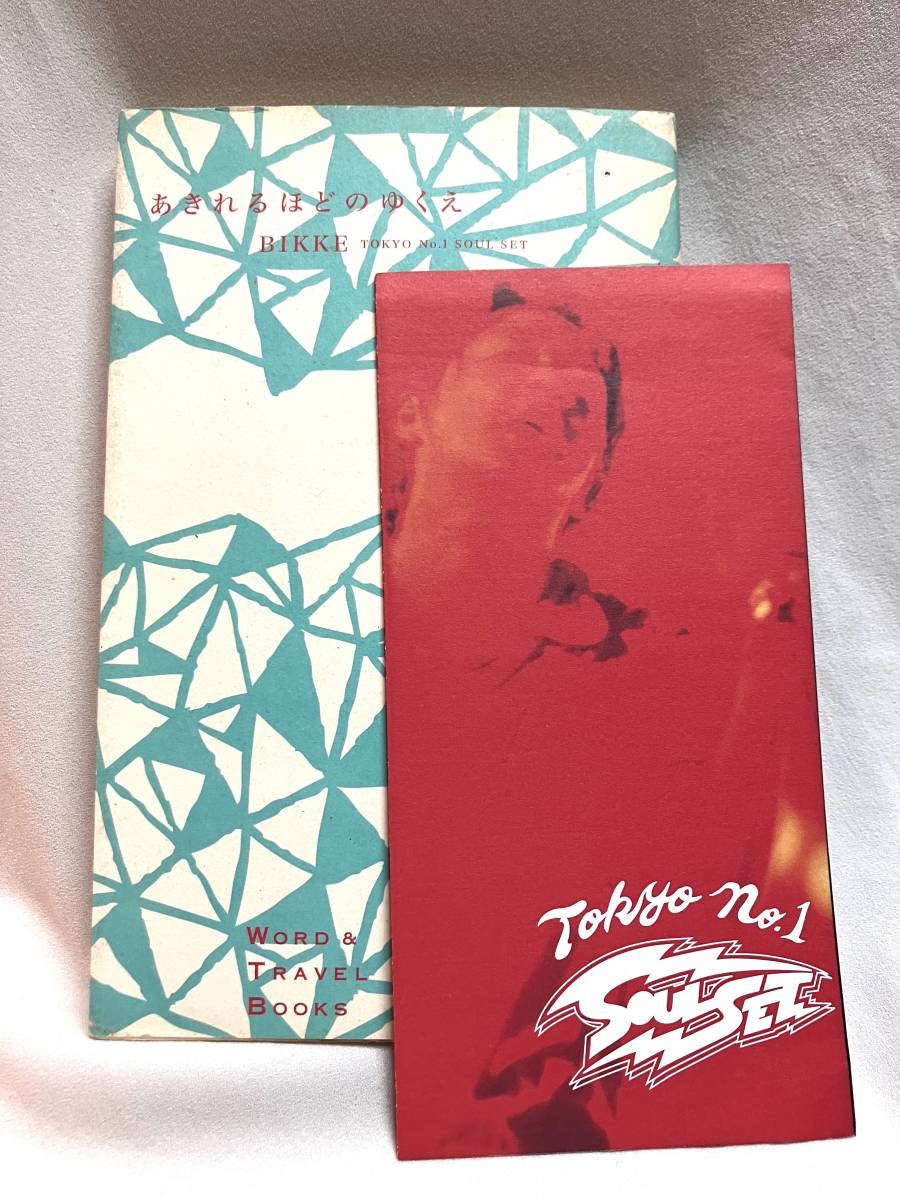 あきれるほどのゆくえ
BIKKE TOKYO No.1 SOUL SET
WORD &
TRAVEL
BOOKS
Tokyo No.1
SOUL SET